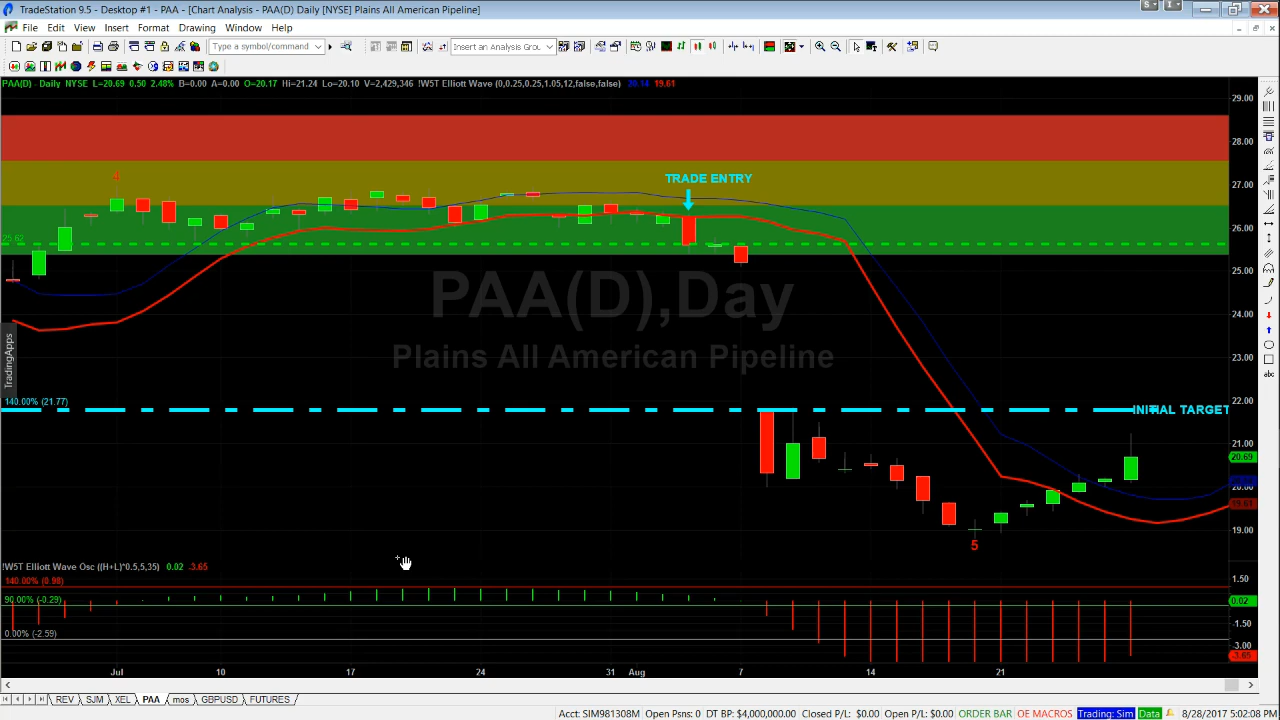 TradeStation 9.5 - Desktop #1 - PAA - [Chart Analysis - PAA(D) Daily [NYSE] Plains All American Pipeline]
File Edit View Insert Format Drawing Window Help
Type a symbol/command
Insert an Analysis Group
PAA(D) - Daily NYSE L=20.69 0.50 2.48% B=0.00 A=0.00 O=20.17 Hi=21.24 Lo=20.10 V=2,429,346 !W5T Elliott Wave (0,0.25,0.25,1.05,12,false,false) 20.14 19.61
29.00
28.00
4
TRADE ENTRY
27.00
26.00
25.62
25.00
PAA(D),Day
24.00
Plains All American Pipeline
23.00
TradingApps
140.00% (21.77)
22.00
INITIAL TARGET
21.00
20.69
20.00
19.61
19.00
5
!W5T Elliott Wave Osc ((H+L)*0.5,5,35) 0.02 -3.65
140.00% (0.98)
1.50
90.00% (-0.29)
0.02
-1.50
0.00% (-2.59)
-3.00
-3.65
Jul 10 17 24 31 Aug 7 14 21
REV SJM XEL PAA mos GBPUSD FUTURES
Acct: SIM981308M Open Psns: 0 DT BP: $4,000,000.00 Closed P/L: $0.00 Open P/L: $0.00 ORDER BAR OE MACROS Trading: Sim Data 8/28/2017 5:02:08 PM
abc